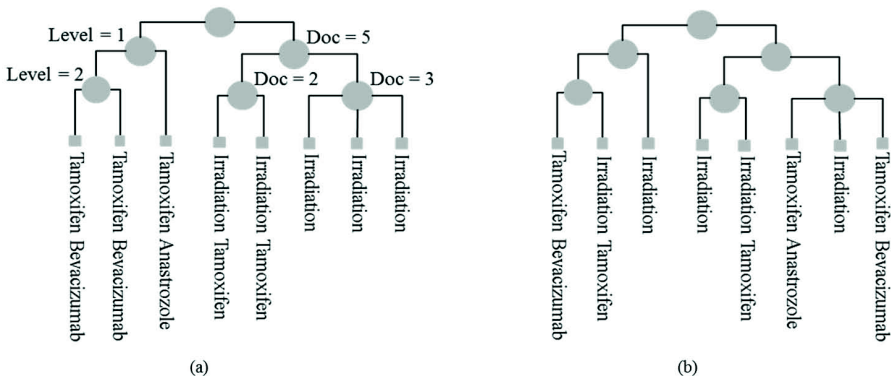 Level = 1
Doc = 5
Level = 2
Doc = 2
Doc = 3
Tamoxifen Bevacizumab
Tamoxifen Bevacizumab
Tamoxifen Anastrozole
Irradiation Tamoxifen
Irradiation Tamoxifen
Irradiation
Irradiation
Irradiation
(a)
Tamoxifen Bevacizumab
Irradiation Tamoxifen
Irradiation
Irradiation
Irradiation Tamoxifen
Tamoxifen Anastrozole
Irradiation
Tamoxifen Bevacizumab
(b)